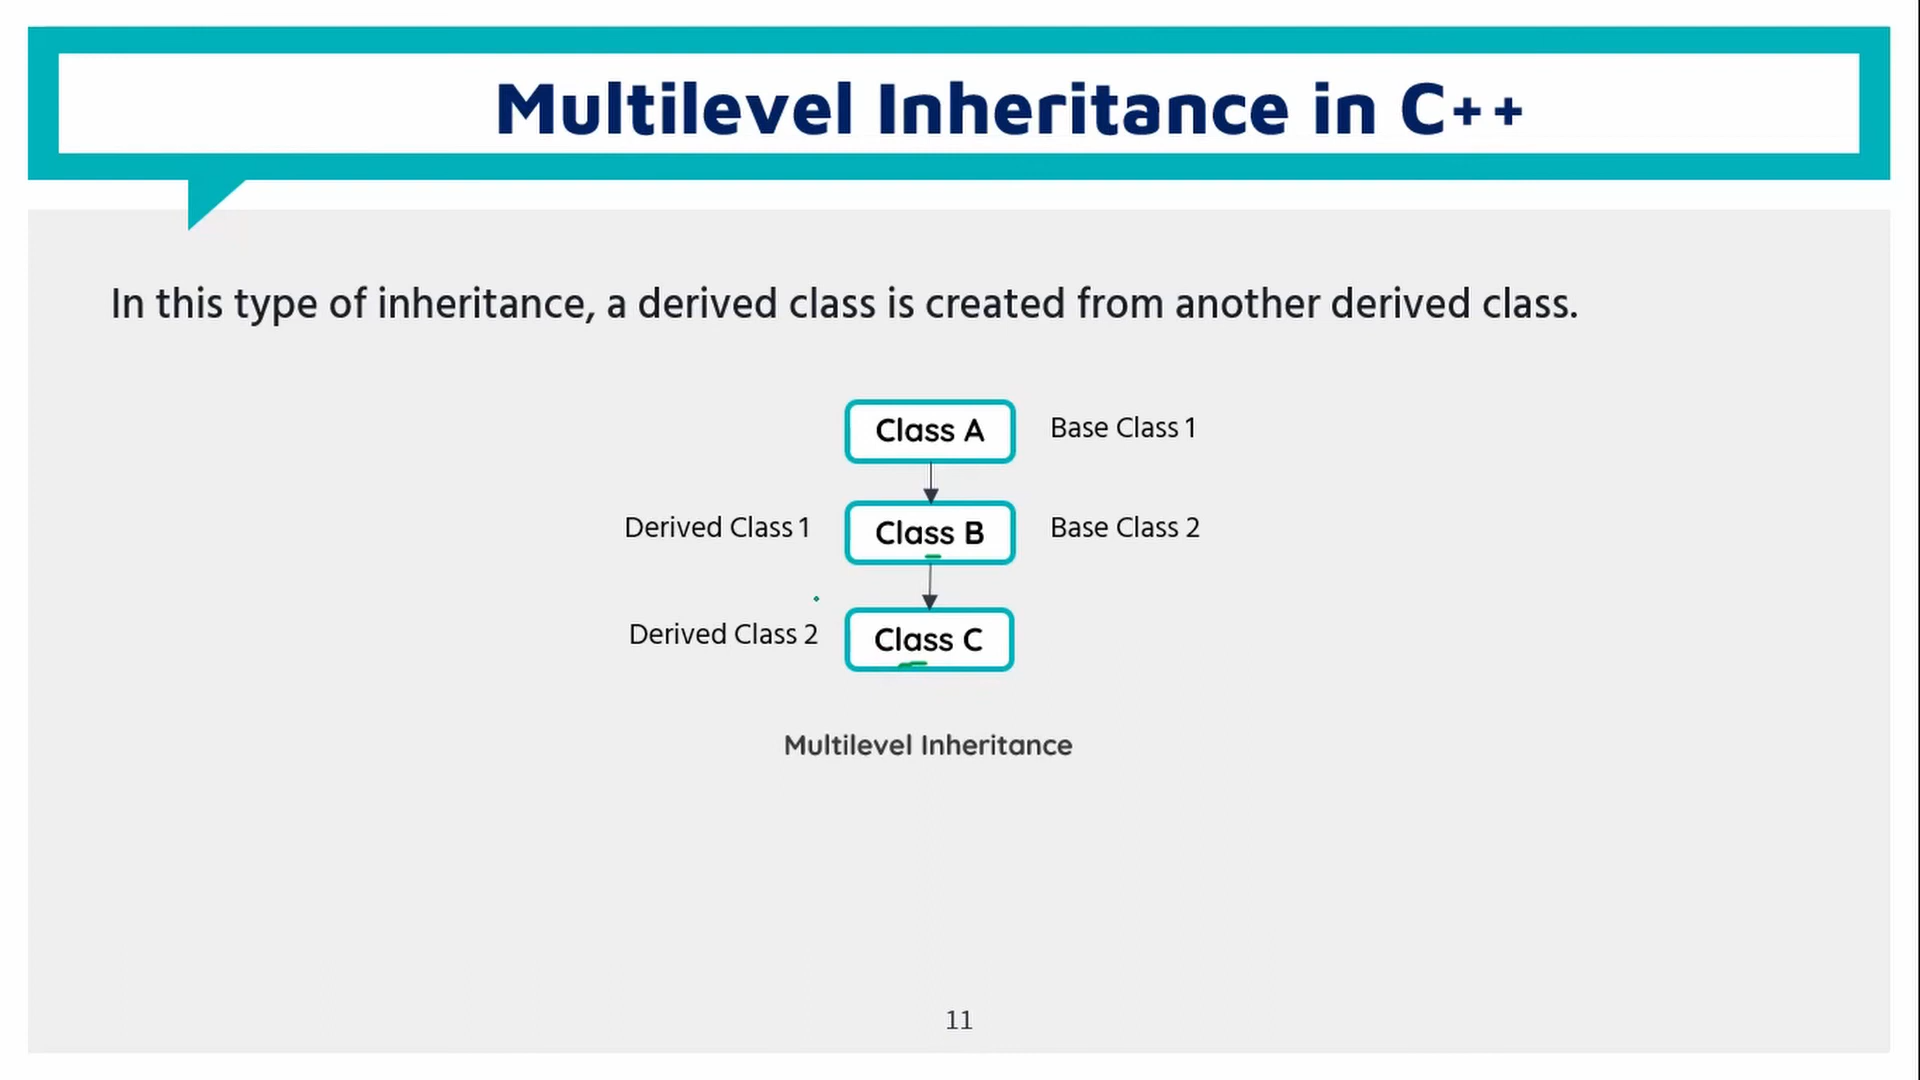 Multilevel Inheritance in C++
In this type of inheritance, a derived class is created from another derived class.
Class A Base Class 1
Derived Class 1 Class B Base Class 2
Derived Class 2 Class C
Multilevel Inheritance
11